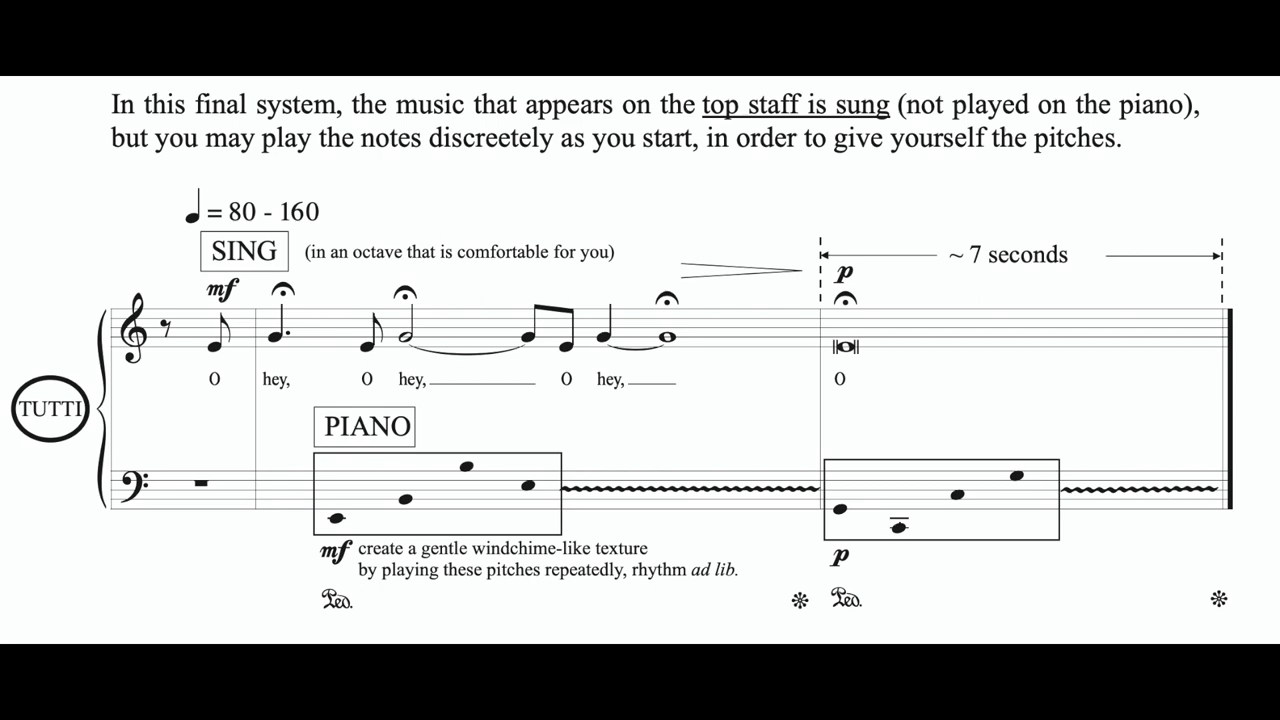 In this final system, the music that appears on the top staff is sung (not played on the piano),
but you may play the notes discreetely as you start, in order to give yourself the pitches.
= 80 - 160
SING (in an octave that is comfortable for you)
~ 7 seconds
mf
p
O hey, O hey, O hey, O
TUTTI
PIANO
mf create a gentle windchime-like texture
by playing these pitches repeatedly, rhythm ad lib.
p
Ped. Ped.